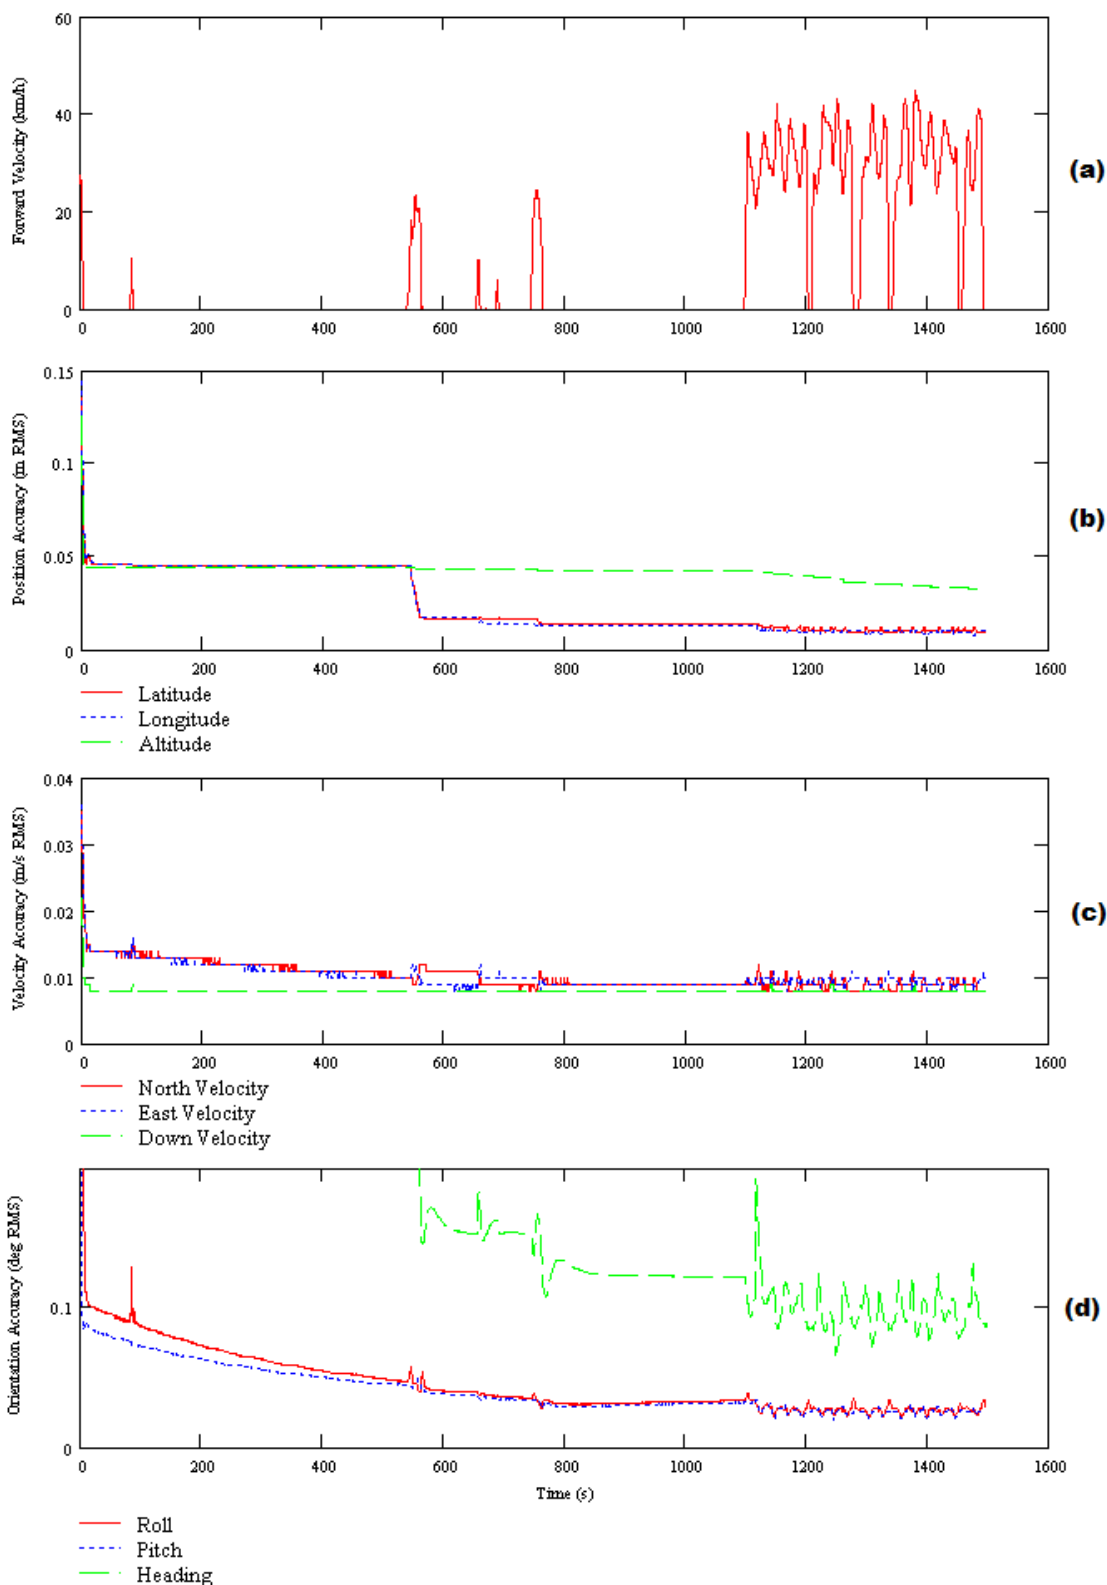 60
40
20
0
Forward Velocity (km/h)
0 200 400 600 800 1000 1200 1400 1600
(a)
0.15
0.1
0.05
0
Position Accuracy (m RMS)
0 200 400 600 800 1000 1200 1400 1600
(b)
Latitude
Longitude
Altitude
0.04
0.03
0.02
0.01
0
Velocity Accuracy (m/s RMS)
0 200 400 600 800 1000 1200 1400 1600
(c)
North Velocity
East Velocity
Down Velocity
0.1
0
Orientation Accuracy (deg RMS)
0 200 400 600 800 1000 1200 1400 1600
Time (s)
(d)
Roll
Pitch
Heading